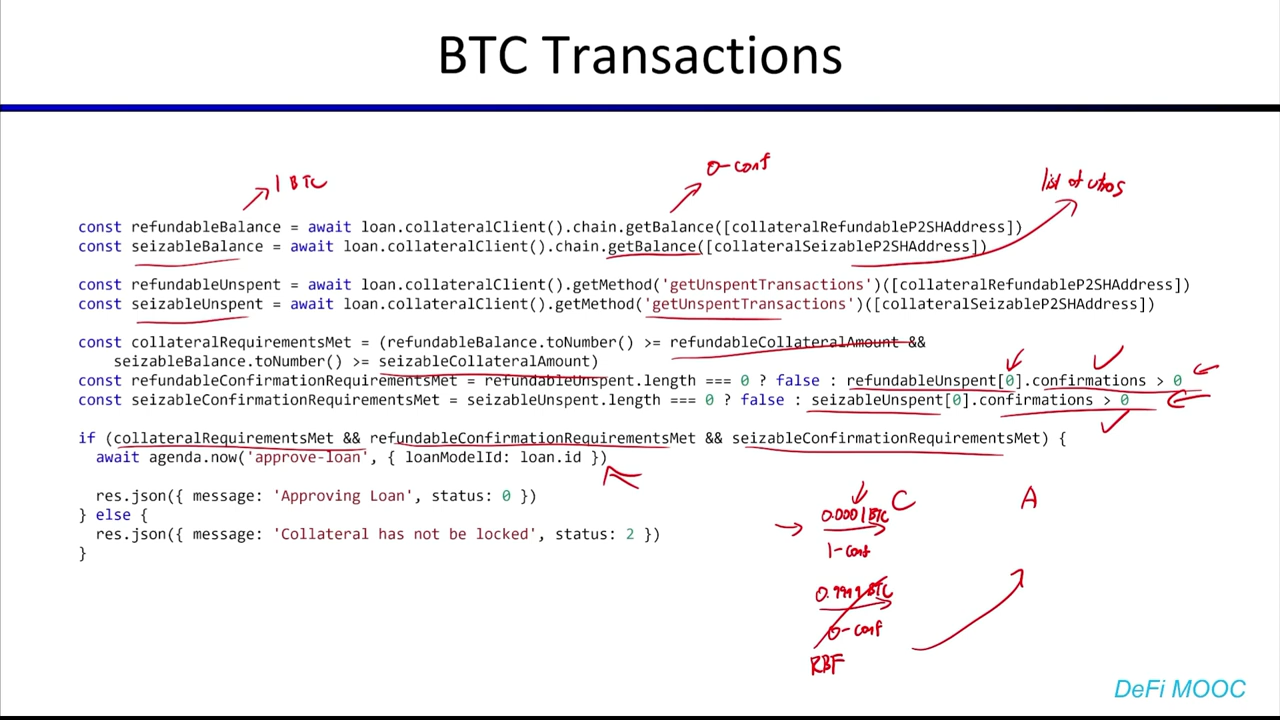 BTC Transactions
1 BTC
0-conf
list of utxos
const refundableBalance = await loan.collateralClient().chain.getBalance([collateralRefundableP2SHAddress])
const seizableBalance = await loan.collateralClient().chain.getBalance([collateralSeizableP2SHAddress])
const refundableUnspent = await loan.collateralClient().getMethod('getUnspentTransactions')([collateralRefundableP2SHAddress])
const seizableUnspent = await loan.collateralClient().getMethod('getUnspentTransactions')([collateralSeizableP2SHAddress])
const collateralRequirementsMet = (refundableBalance.toNumber() >= refundableCollateralAmount &&
seizableBalance.toNumber() >= seizableCollateralAmount)
const refundableConfirmationRequirementsMet = refundableUnspent.length === 0 ? false : refundableUnspent[0].confirmations > 0
const seizableConfirmationRequirementsMet = seizableUnspent.length === 0 ? false : seizableUnspent[0].confirmations > 0
if (collateralRequirementsMet && refundableConfirmationRequirementsMet && seizableConfirmationRequirementsMet) {
await agenda.now('approve-loan', { loanModelId: loan.id })
res.json({ message: 'Approving Loan', status: 0 })
} else {
res.json({ message: 'Collateral has not be locked', status: 2 })
}
C
A
0.0001 BTC
1-conf
0.9999 BTC
0-conf
RBF
DeFi MOOC